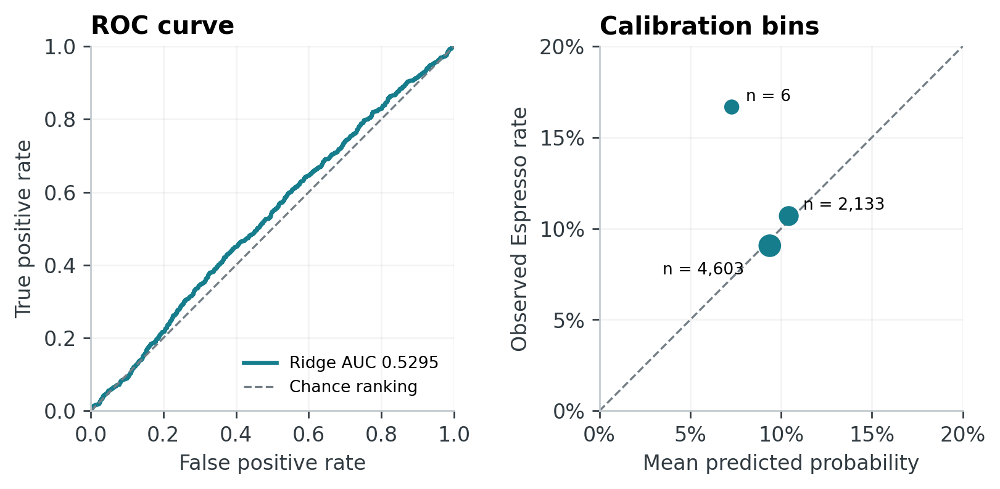 ROC curve
1.0
0.8
0.6
0.4
0.2
0.0
True positive rate
Ridge AUC 0.5295
Chance ranking
0.0 0.2 0.4 0.6 0.8 1.0
False positive rate
Calibration bins
20%
15%
10%
5%
0%
Observed Espresso rate
n = 6
n = 2,133
n = 4,603
0% 5% 10% 15% 20%
Mean predicted probability